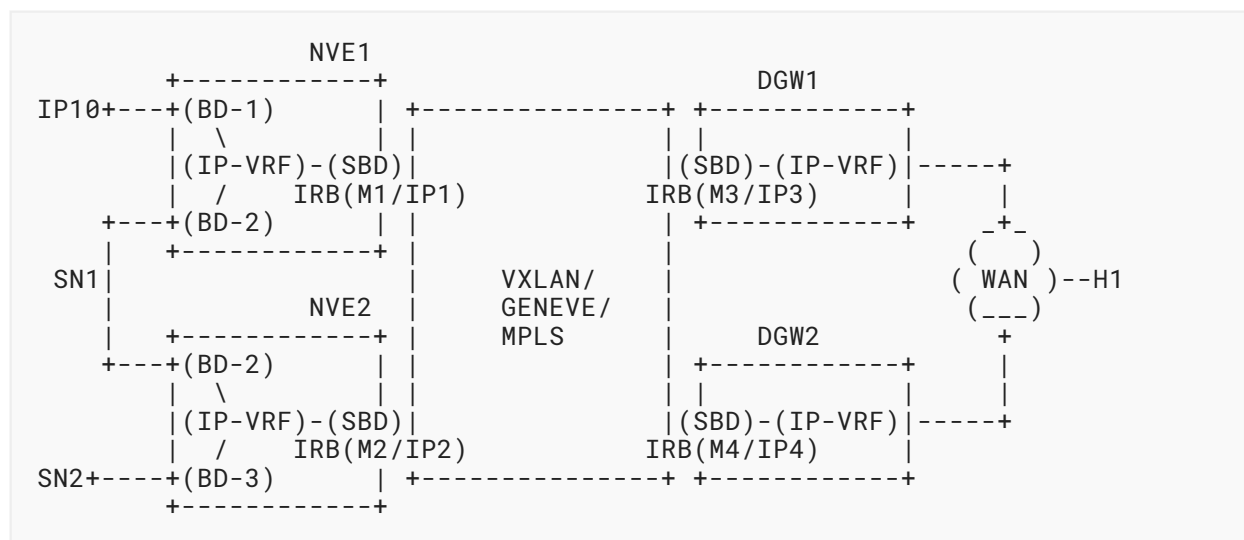 NVE1
          +------------+                              DGW1
IP10+---+(BD-1)       | +---------------+ +------------+
        |   \         | |               | | |            |
        |(IP-VRF)-(SBD)|               |(SBD)-(IP-VRF)|-----+
        |   /    IRB(M1/IP1)          IRB(M3/IP3)     |     |
    +---+(BD-2)       | |               | +------------+    _+_
    |   +------------+ |               |                  (   )
 SN1|                  |    VXLAN/     |                 ( WAN )--H1
    |            NVE2  |    GENEVE/    |                  (___)
    |   +------------+ |    MPLS       |     DGW2           +
    +---+(BD-2)       | |               | +------------+     |
        |   \         | |               | | |            |     |
        |(IP-VRF)-(SBD)|               |(SBD)-(IP-VRF)|-----+
        |   /    IRB(M2/IP2)          IRB(M4/IP4)     |
SN2+----+(BD-3)       | +---------------+ +------------+
        +------------+